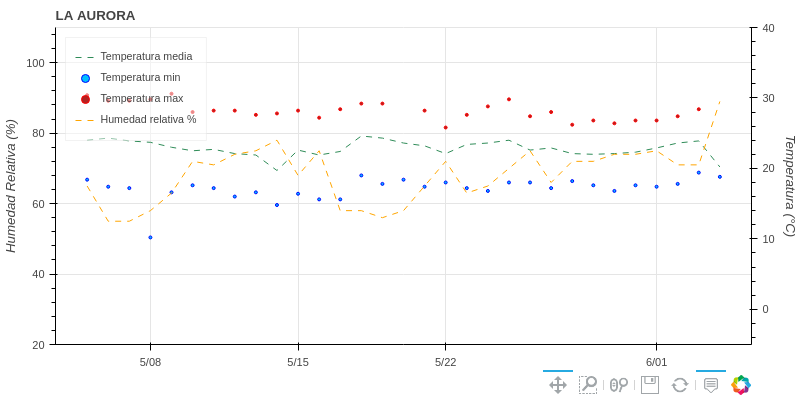 LA AURORA
Temperatura media
Temperatura min
Temperatura max
Humedad relativa %
Humedad Relativa (%)
100
80
60
40
20
Temperatura (°C)
40
30
20
10
0
5/08
5/15
5/22
6/01